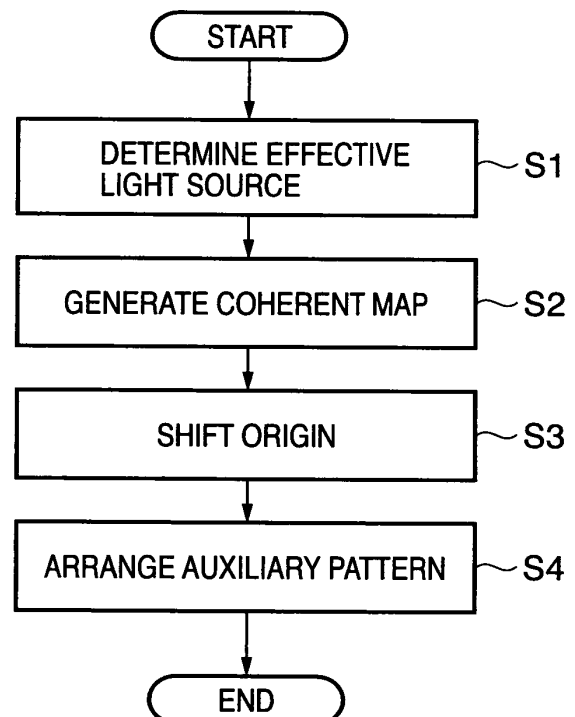 START
DETERMINE EFFECTIVE
LIGHT SOURCE
S1
GENERATE COHERENT MAP
S2
SHIFT ORIGIN
S3
ARRANGE AUXILIARY PATTERN
S4
END